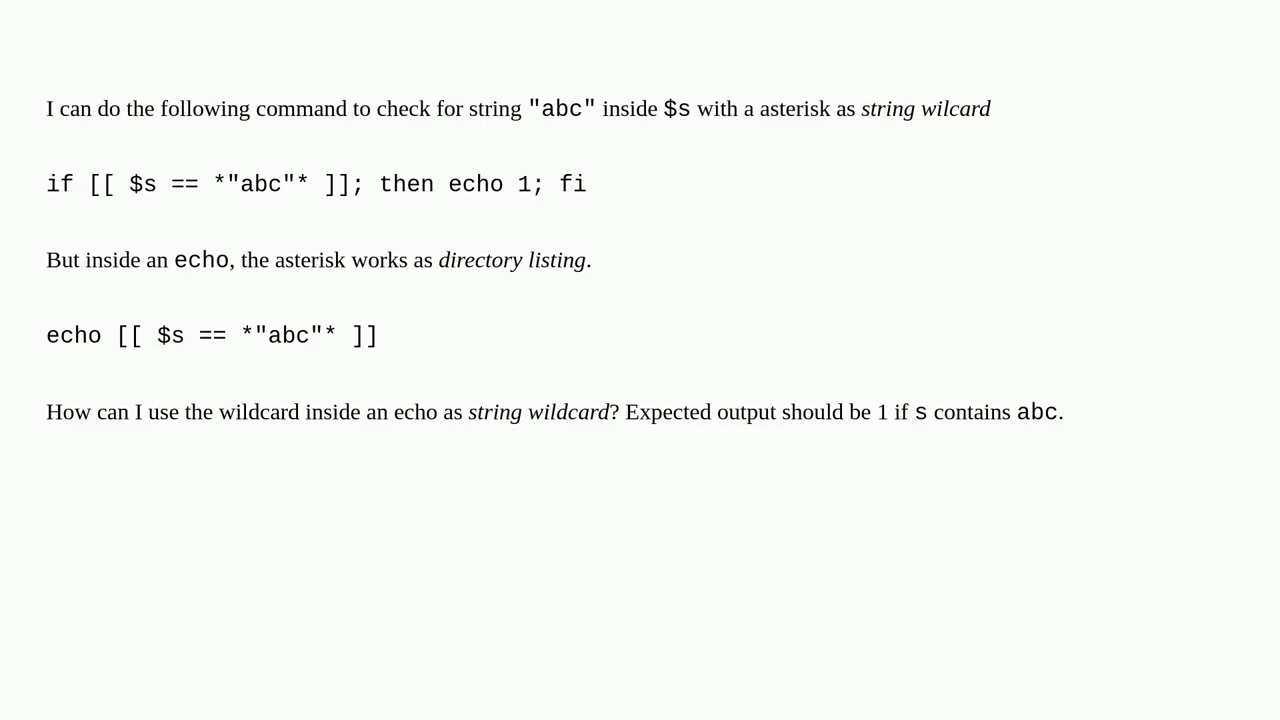 I can do the following command to check for string "abc" inside $s with a asterisk as string wilcard
if [[ $s == *"abc"* ]]; then echo 1; fi
But inside an echo, the asterisk works as directory listing.
echo [[ $s == *"abc"* ]]
How can I use the wildcard inside an echo as string wildcard? Expected output should be 1 if s contains abc.